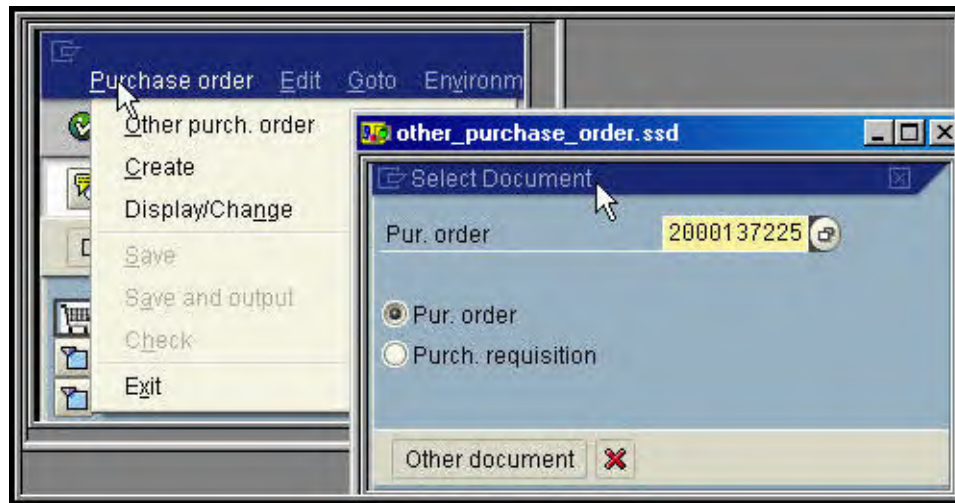 Purchase order Edit Goto Environm
Other purch. order
Create
Display/Change
Save
Save and output
Check
Exit
other_purchase_order.ssd
Select Document
Pur. order 2000137225
Pur. order
Purch. requisition
Other document